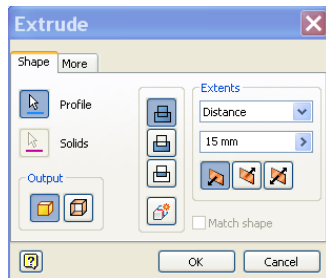 Extrude
Shape
More
Profile
Solids
Output
Extents
Distance
15 mm
Match shape
OK
Cancel